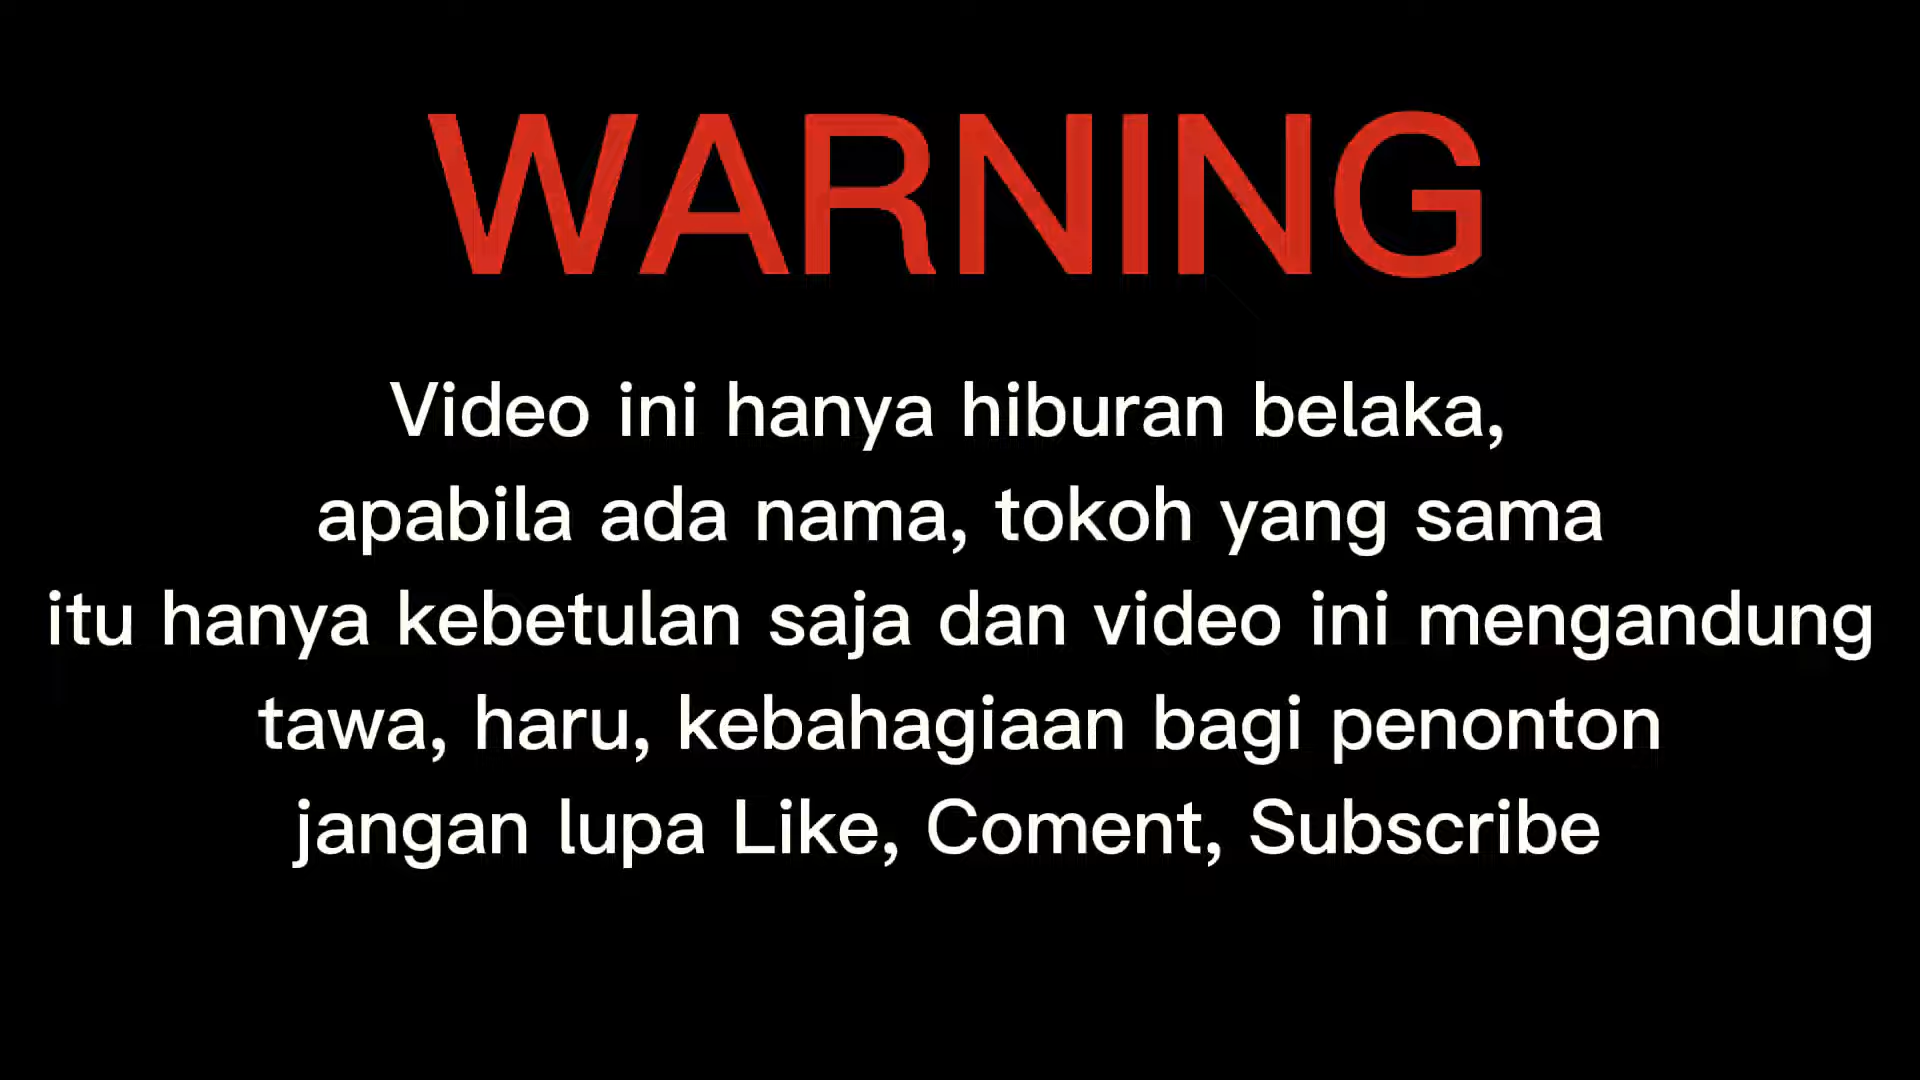 WARNING
Video ini hanya hiburan belaka,
apabila ada nama, tokoh yang sama
itu hanya kebetulan saja dan video ini mengandung
tawa, haru, kebahagiaan bagi penonton
jangan lupa Like, Coment, Subscribe